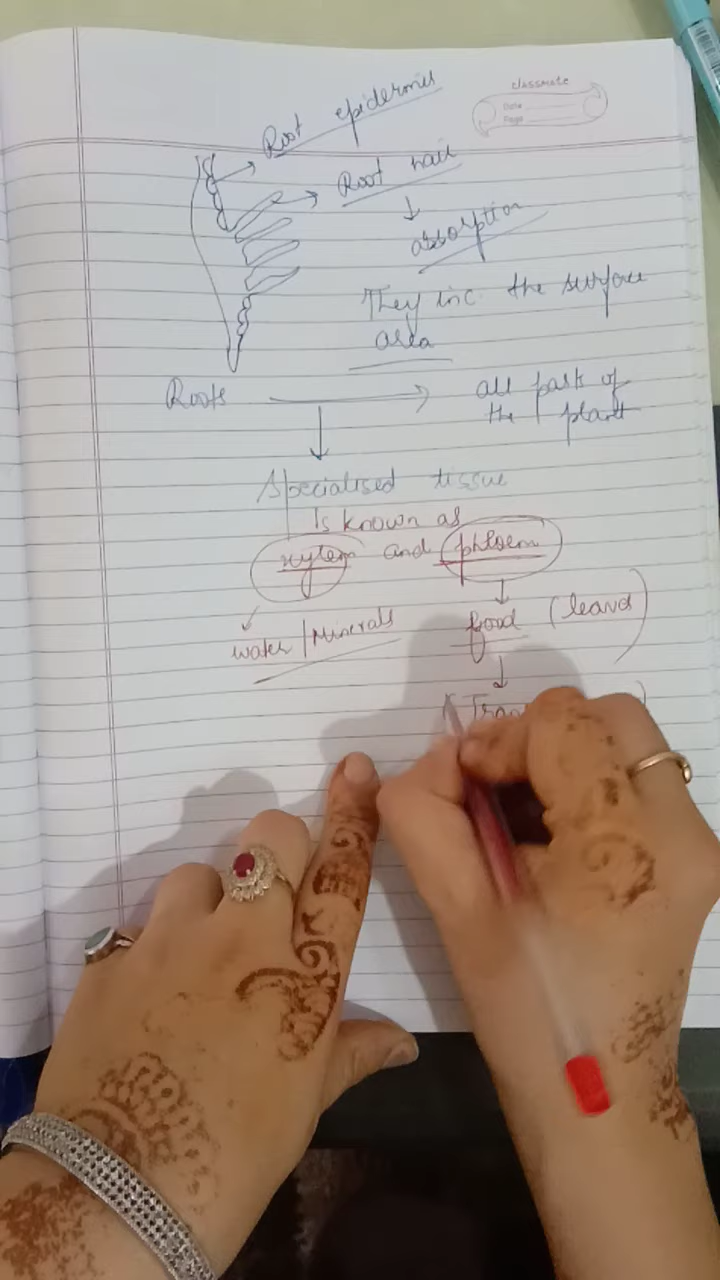 classmate
Date
Page
Root epidermis
Root hair
absorption
They inc. the surface
area
Roots
all parts of
the plant
Specialised tissue
is known as
xylem and phloem
water/Minerals
food (leaves)